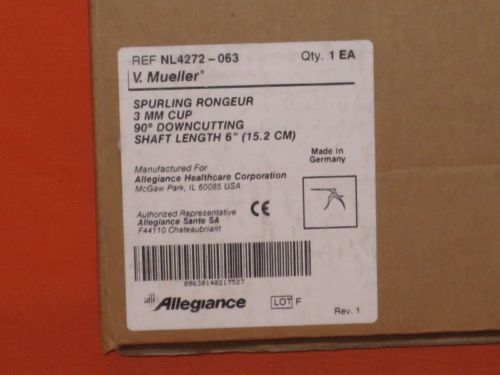 REF NL4272-063 Qty. 1 EA
V. Mueller®
SPURLING RONGEUR
3 MM CUP
90° DOWNCUTTING
SHAFT LENGTH 6" (15.2 CM)
Manufactured For
Allegiance Healthcare Corporation
McGaw Park, IL 60085 USA
Made in
Germany
Authorized Representative
Allegiance Sante SA
F44110 Chateaubriant
CE
00630140217527
Allegiance
LOT F
Rev. 1